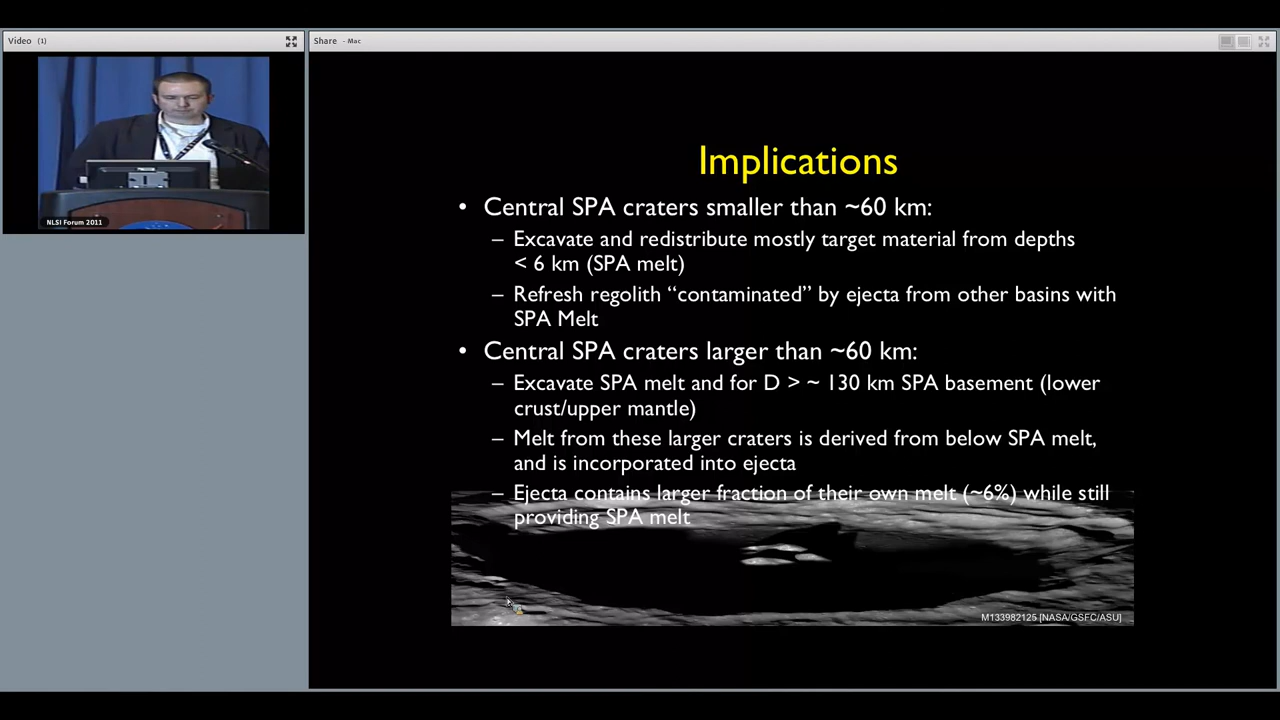 Video (1)
Share - Mac
NLSI Forum 2011
Implications
• Central SPA craters smaller than ~60 km:
– Excavate and redistribute mostly target material from depths
< 6 km (SPA melt)
– Refresh regolith “contaminated” by ejecta from other basins with
SPA Melt
• Central SPA craters larger than ~60 km:
– Excavate SPA melt and for D > ~ 130 km SPA basement (lower
crust/upper mantle)
– Melt from these larger craters is derived from below SPA melt,
and is incorporated into ejecta
– Ejecta contains larger fraction of their own melt (~6%) while still
providing SPA melt
M133982125 [NASA/GSFC/ASU]